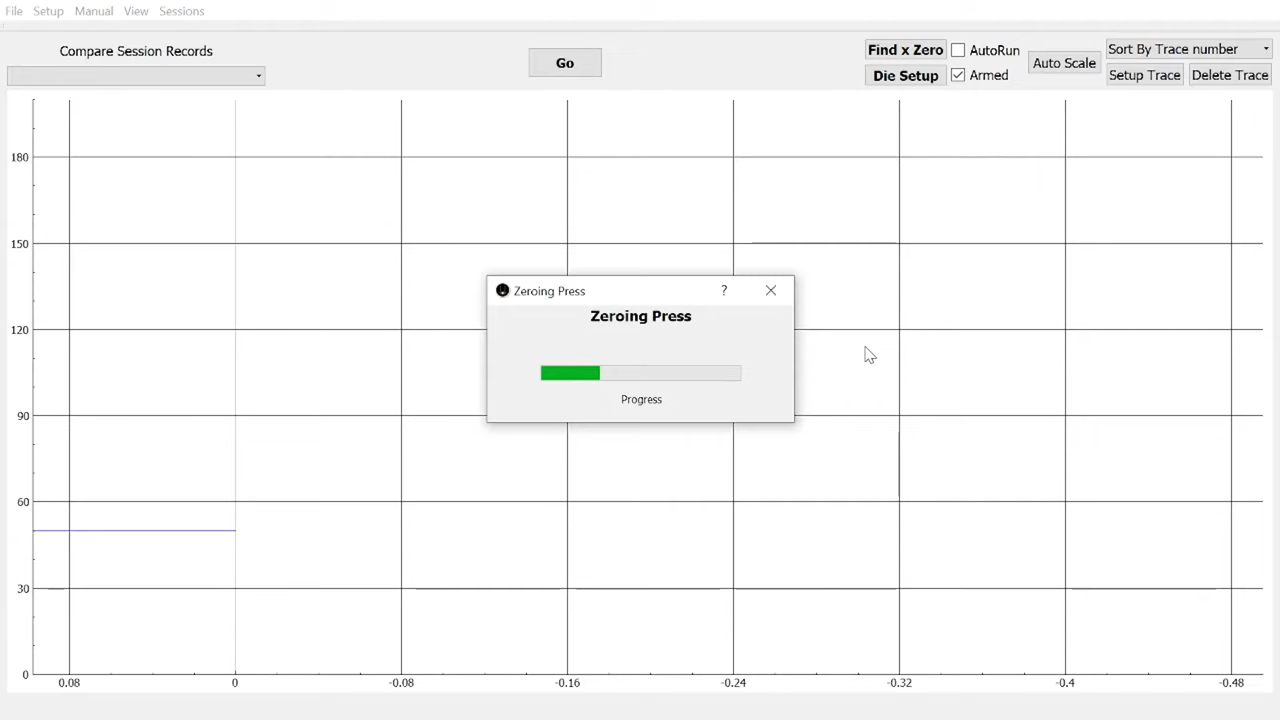 File Setup Manual View Sessions
Compare Session Records
Go
Find x Zero
AutoRun
Die Setup
Armed
Auto Scale
Sort By Trace number
Setup Trace
Delete Trace
180
150
120
90
60
30
0
Zeroing Press
?
Zeroing Press
Progress
0.08 0 -0.08 -0.16 -0.24 -0.32 -0.4 -0.48